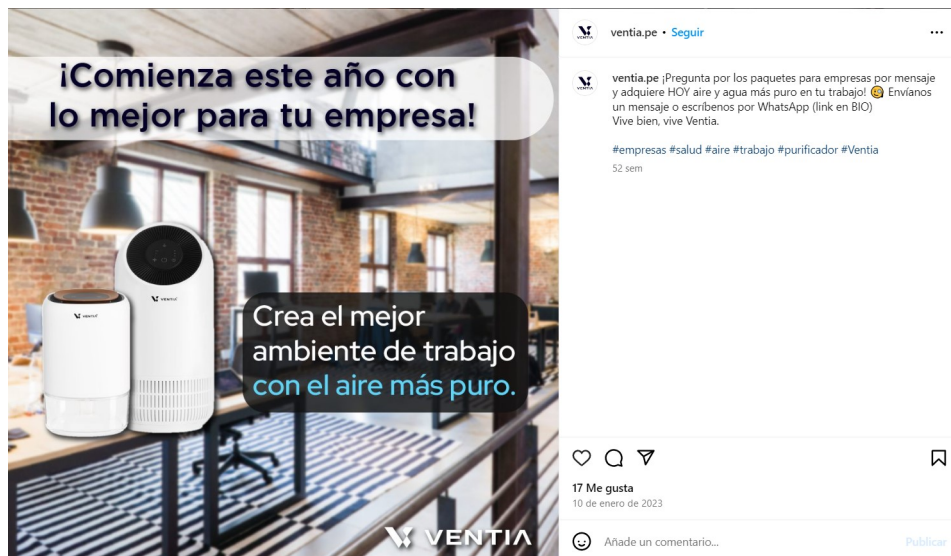 ¡Comienza este año con
lo mejor para tu empresa!
VENTIA
VENTIA
Crea el mejor
ambiente de trabajo
con el aire más puro.
VENTIA
VENTIA
ventia.pe • Seguir
VENTIA
ventia.pe ¡Pregunta por los paquetes para empresas por mensaje
y adquiere HOY aire y agua más puro en tu trabajo! Envíanos
un mensaje o escríbenos por WhatsApp (link en BIO)
Vive bien, vive Ventia.
#empresas #salud #aire #trabajo #purificador #Ventia
52 sem
17 Me gusta
10 de enero de 2023
Añade un comentario...
Publicar